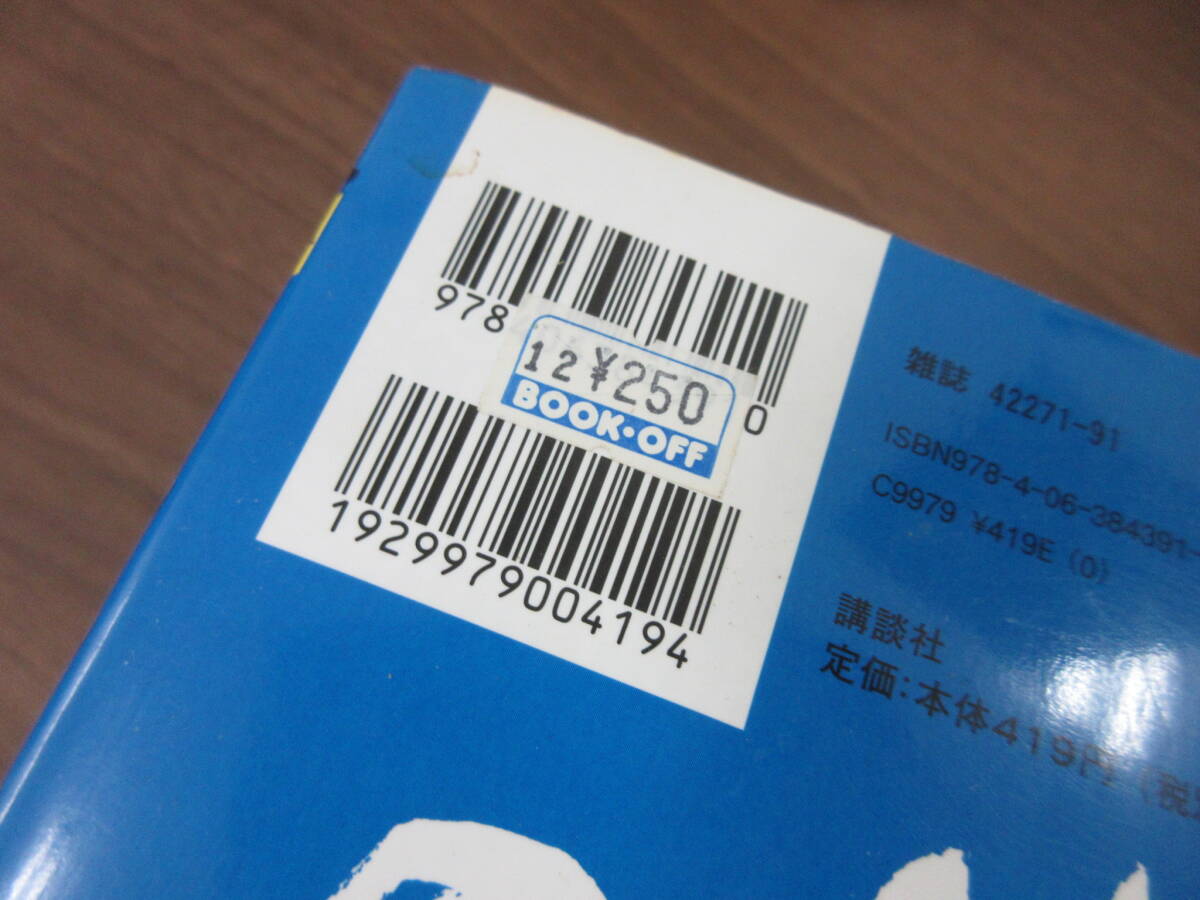 978
0
12 ¥250
BOOK・OFF
1929979004194
雑誌 42271-91
ISBN978-4-06-384391-
C9979 ¥419E (0)
講談社
定価:本体419円(税